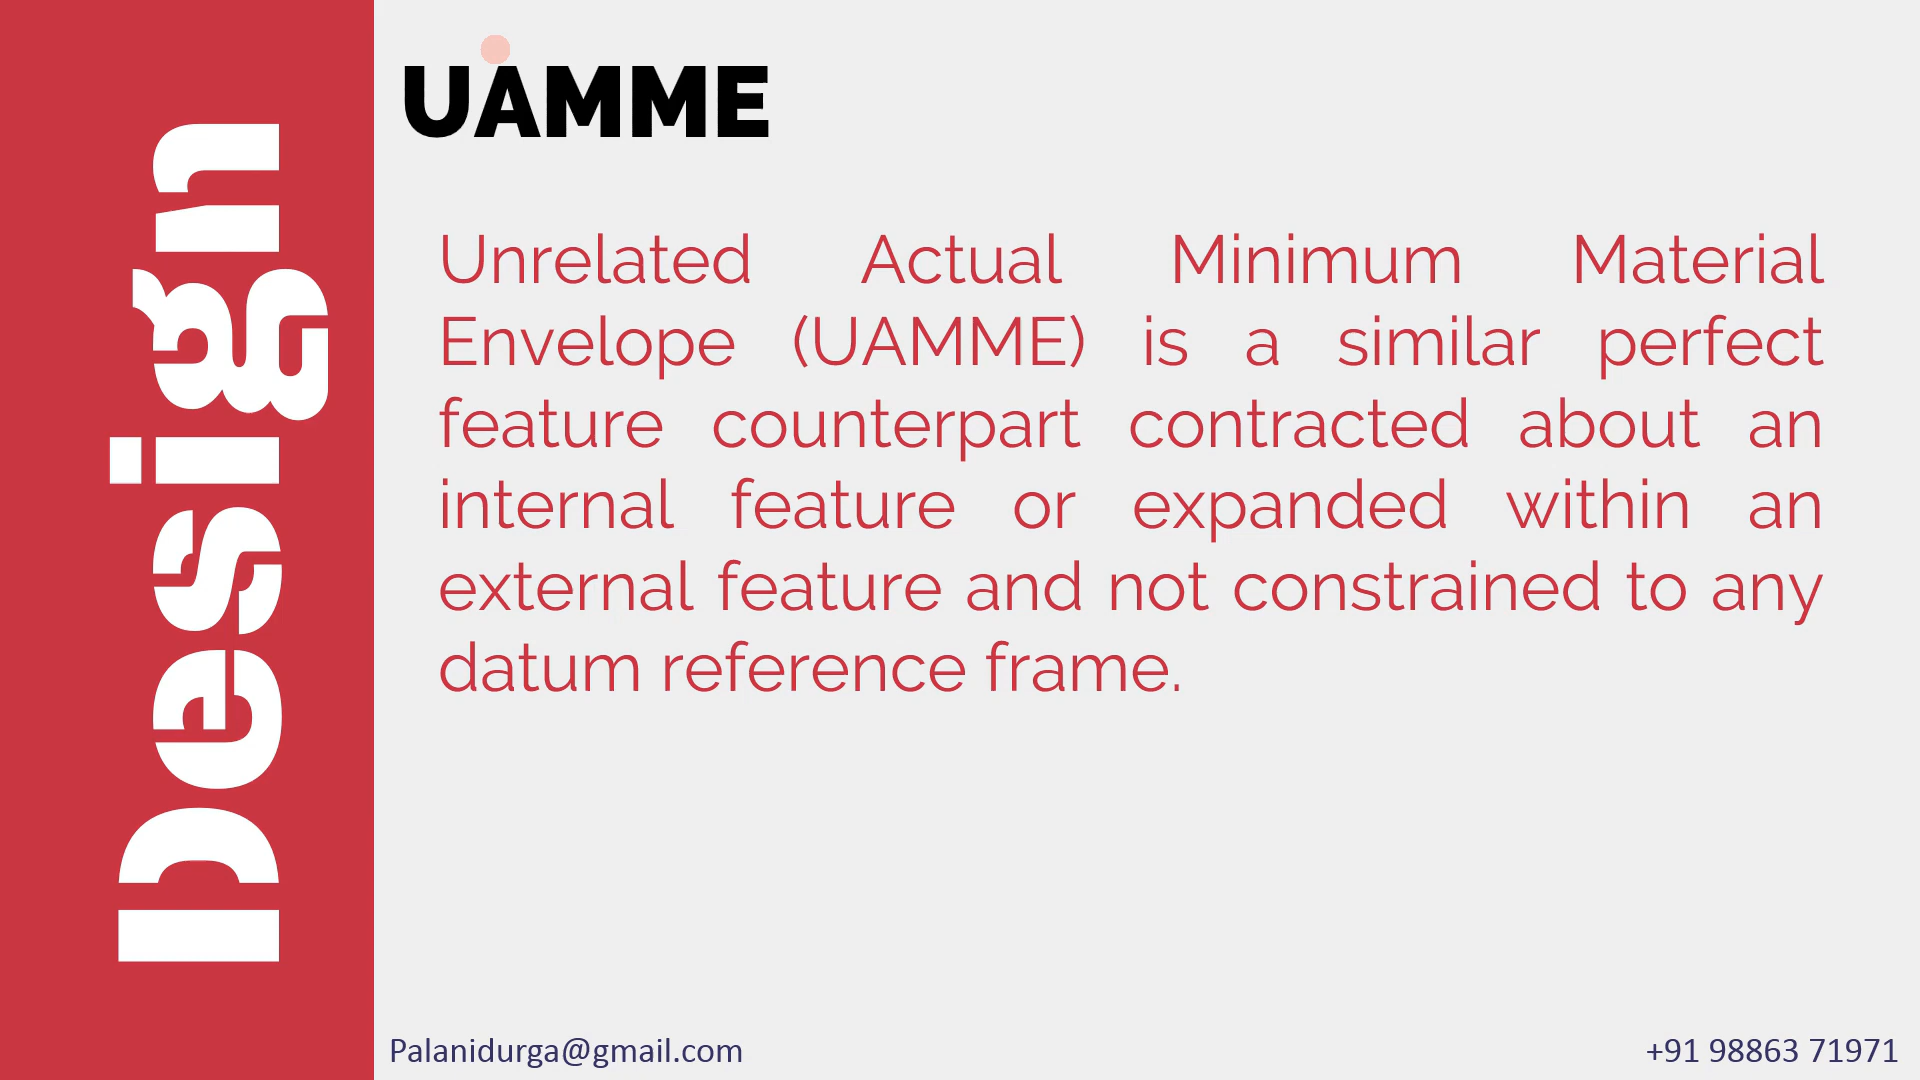 Design
UAMME
Unrelated Actual Minimum Material
Envelope (UAMME) is a similar perfect
feature counterpart contracted about an
internal feature or expanded within an
external feature and not constrained to any
datum reference frame.
Palanidurga@gmail.com
+91 98863 71971